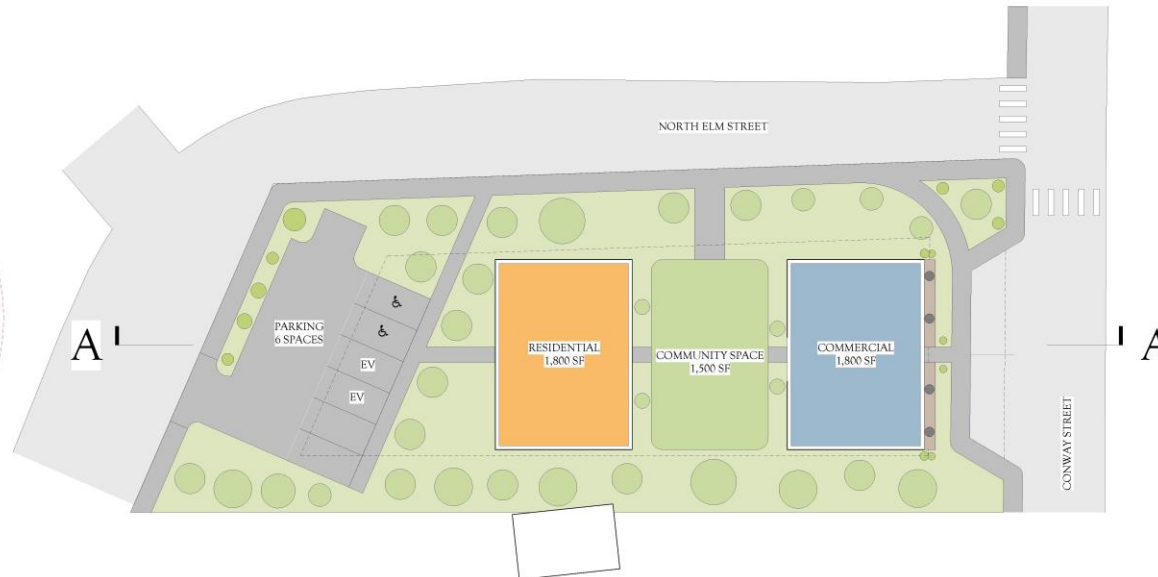 NORTH ELM STREET
PARKING
6 SPACES
EV
EV
RESIDENTIAL
1,800 SF
COMMUNITY SPACE
1,500 SF
COMMERCIAL
1,800 SF
A
A
CONWAY STREET